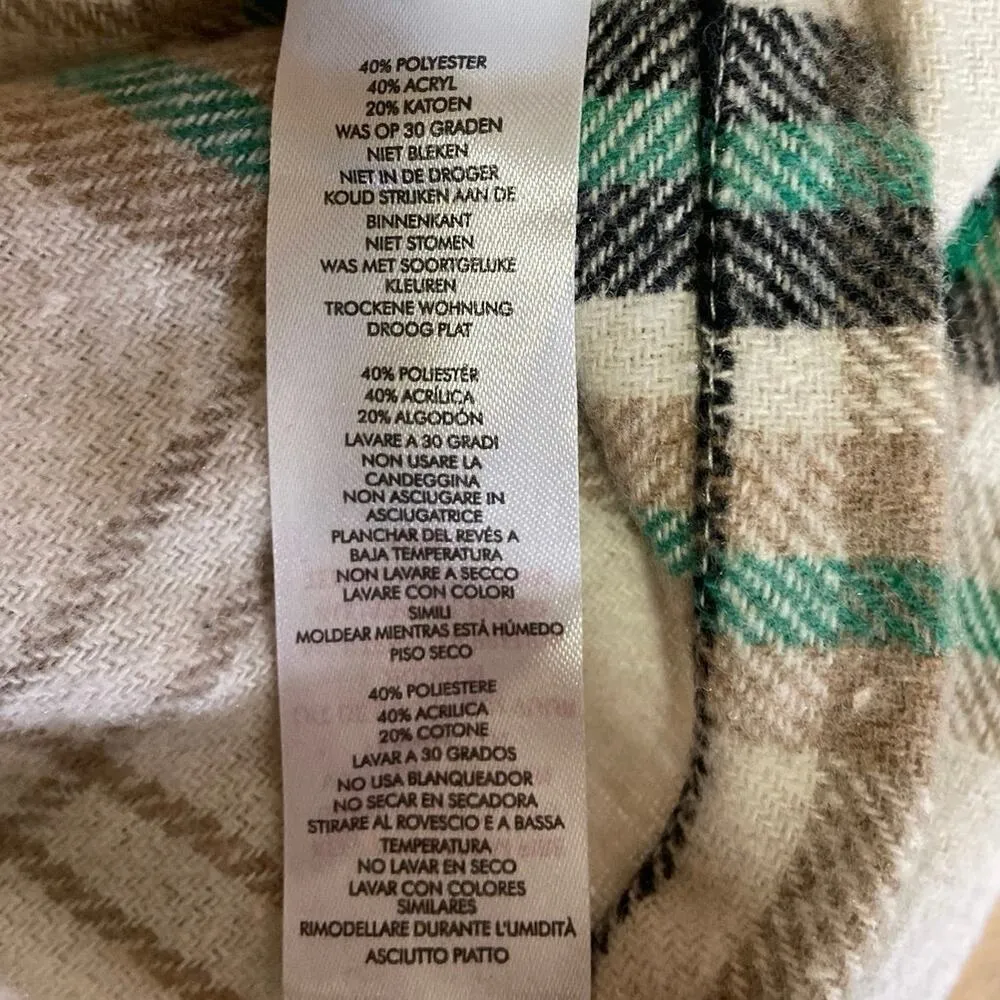 40% POLYESTER
40% ACRYL
20% KATOEN
WAS OP 30 GRADEN
NIET BLEKEN
NIET IN DE DROGER
KOUD STRIJKEN AAN DE
BINNENKANT
NIET STOMEN
WAS MET SOORTGELIJKE
KLEUREN
TROCKENE WOHNUNG
DROOG PLAT
40% POLIESTÉR
40% ACRÍLICA
20% ALGODÓN
LAVARE A 30 GRADI
NON USARE LA
CANDEGGINA
NON ASCIUGARE IN
ASCIUGATRICE
PLANCHAR DEL REVÉS A
BAJA TEMPERATURA
NON LAVARE A SECCO
LAVARE CON COLORI
SIMILI
MOLDEAR MIENTRAS ESTÁ HÚMEDO
PISO SECO
40% POLIESTERE
40% ACRILICA
20% COTONE
LAVAR A 30 GRADOS
NO USA BLANQUEADOR
NO SECAR EN SECADORA
STIRARE AL ROVESCIO E A BASSA
TEMPERATURA
NO LAVAR EN SECO
LAVAR CON COLORES
SIMILARES
RIMODELLARE DURANTE L'UMIDITÀ
ASCIUTTO PIATTO